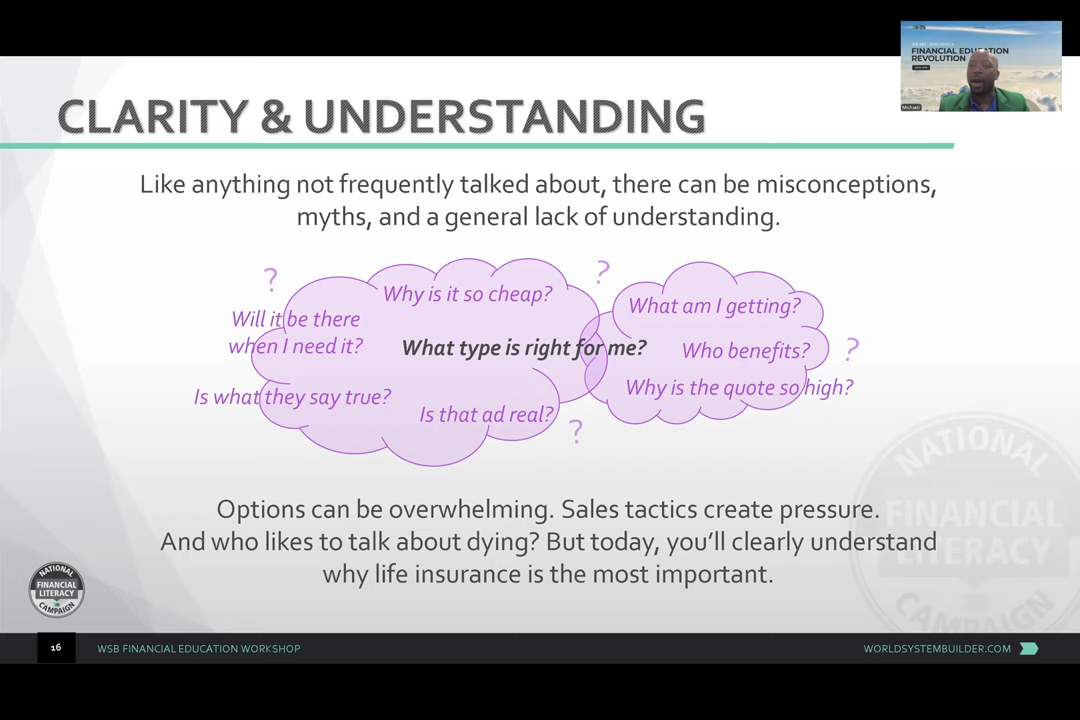 FINANCIAL EDUCATION
REVOLUTION
Michael
CLARITY & UNDERSTANDING
Like anything not frequently talked about, there can be misconceptions,
myths, and a general lack of understanding.
?
?
Why is it so cheap?
What am I getting?
Will it be there
when I need it?
What type is right for me?
Who benefits?
?
Is what they say true?
Why is the quote so high?
Is that ad real?
?
Options can be overwhelming. Sales tactics create pressure.
And who likes to talk about dying? But today, you'll clearly understand
why life insurance is the most important.
NATIONAL
FINANCIAL
LITERACY
CAMPAIGN
NATIONAL
FINANCIAL
LITERACY
CAMPAIGN
16
WSB FINANCIAL EDUCATION WORKSHOP
WORLDSYSTEMBUILDER.COM